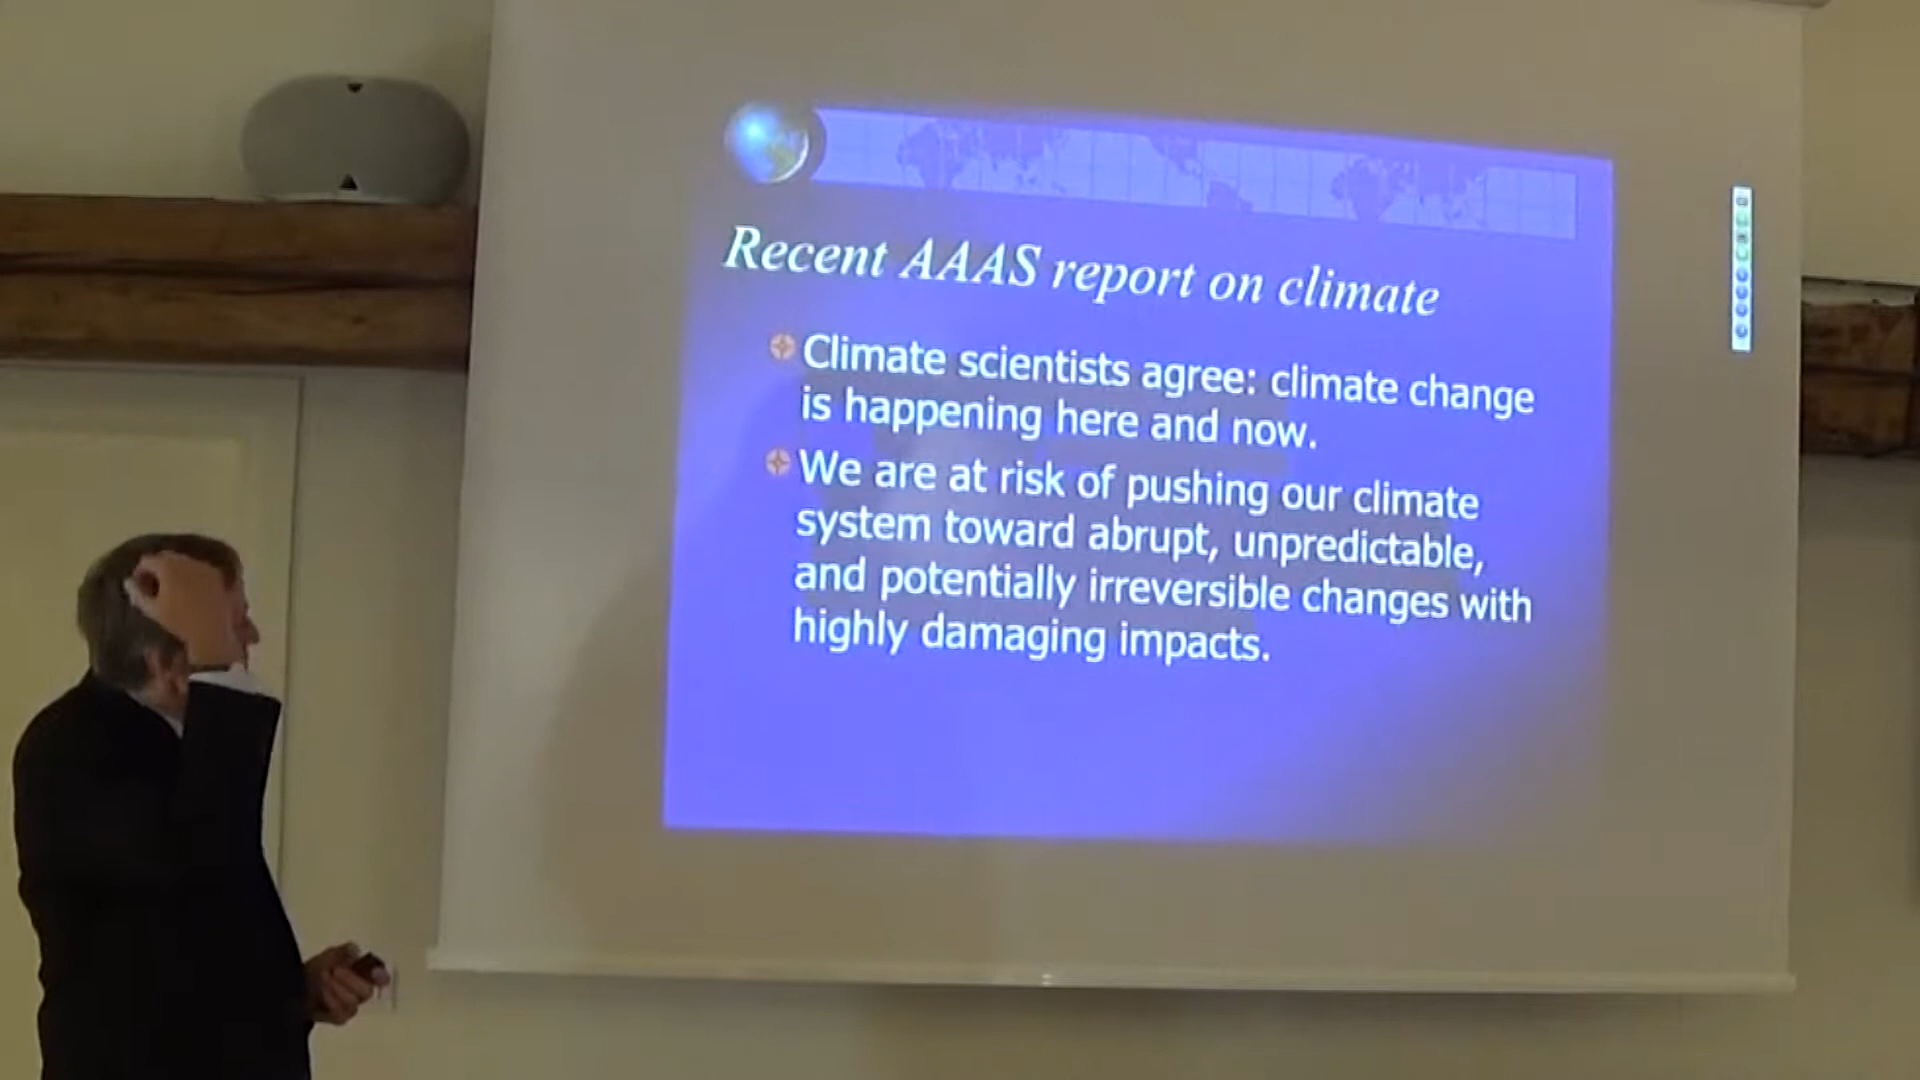 Recent AAAS report on climate
Climate scientists agree: climate change
is happening here and now.
We are at risk of pushing our climate
system toward abrupt, unpredictable,
and potentially irreversible changes with
highly damaging impacts.